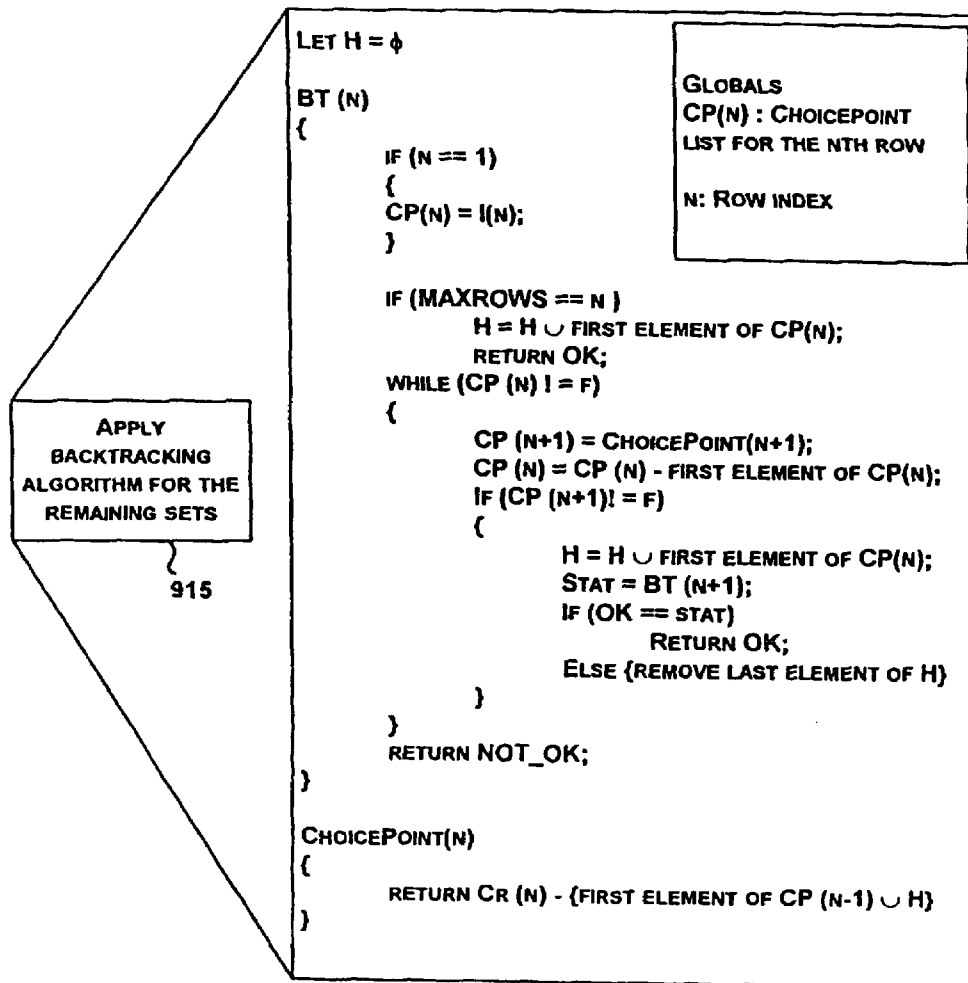 LET H = ϕ
BT (N)
{
IF (N == 1)
{
CP(N) = I(N);
}
IF (MAXROWS == N )
H = H ∪ FIRST ELEMENT OF CP(N);
RETURN OK;
WHILE (CP (N) ! = F)
{
CP (N+1) = CHOICEPOINT(N+1);
CP (N) = CP (N) - FIRST ELEMENT OF CP(N);
IF (CP (N+1)! = F)
{
H = H ∪ FIRST ELEMENT OF CP(N);
STAT = BT (N+1);
IF (OK == STAT)
RETURN OK;
ELSE {REMOVE LAST ELEMENT OF H}
}
}
RETURN NOT_OK;
}
CHOICEPOINT(N)
{
RETURN CR (N) - {FIRST ELEMENT OF CP (N-1) ∪ H}
}
GLOBALS
CP(N) : CHOICEPOINT
LIST FOR THE NTH ROW
N: ROW INDEX
APPLY
BACKTRACKING
ALGORITHM FOR THE
REMAINING SETS
915